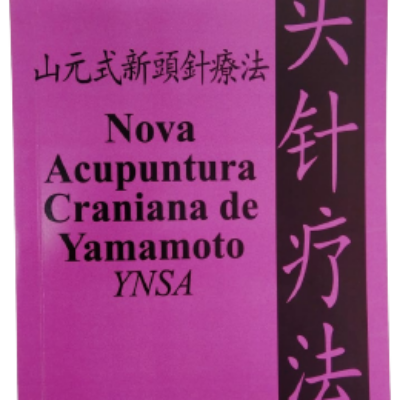 山元式新頭針療法
Nova
Acupuntura
Craniana de
Yamamoto
YNSA
头针疗法